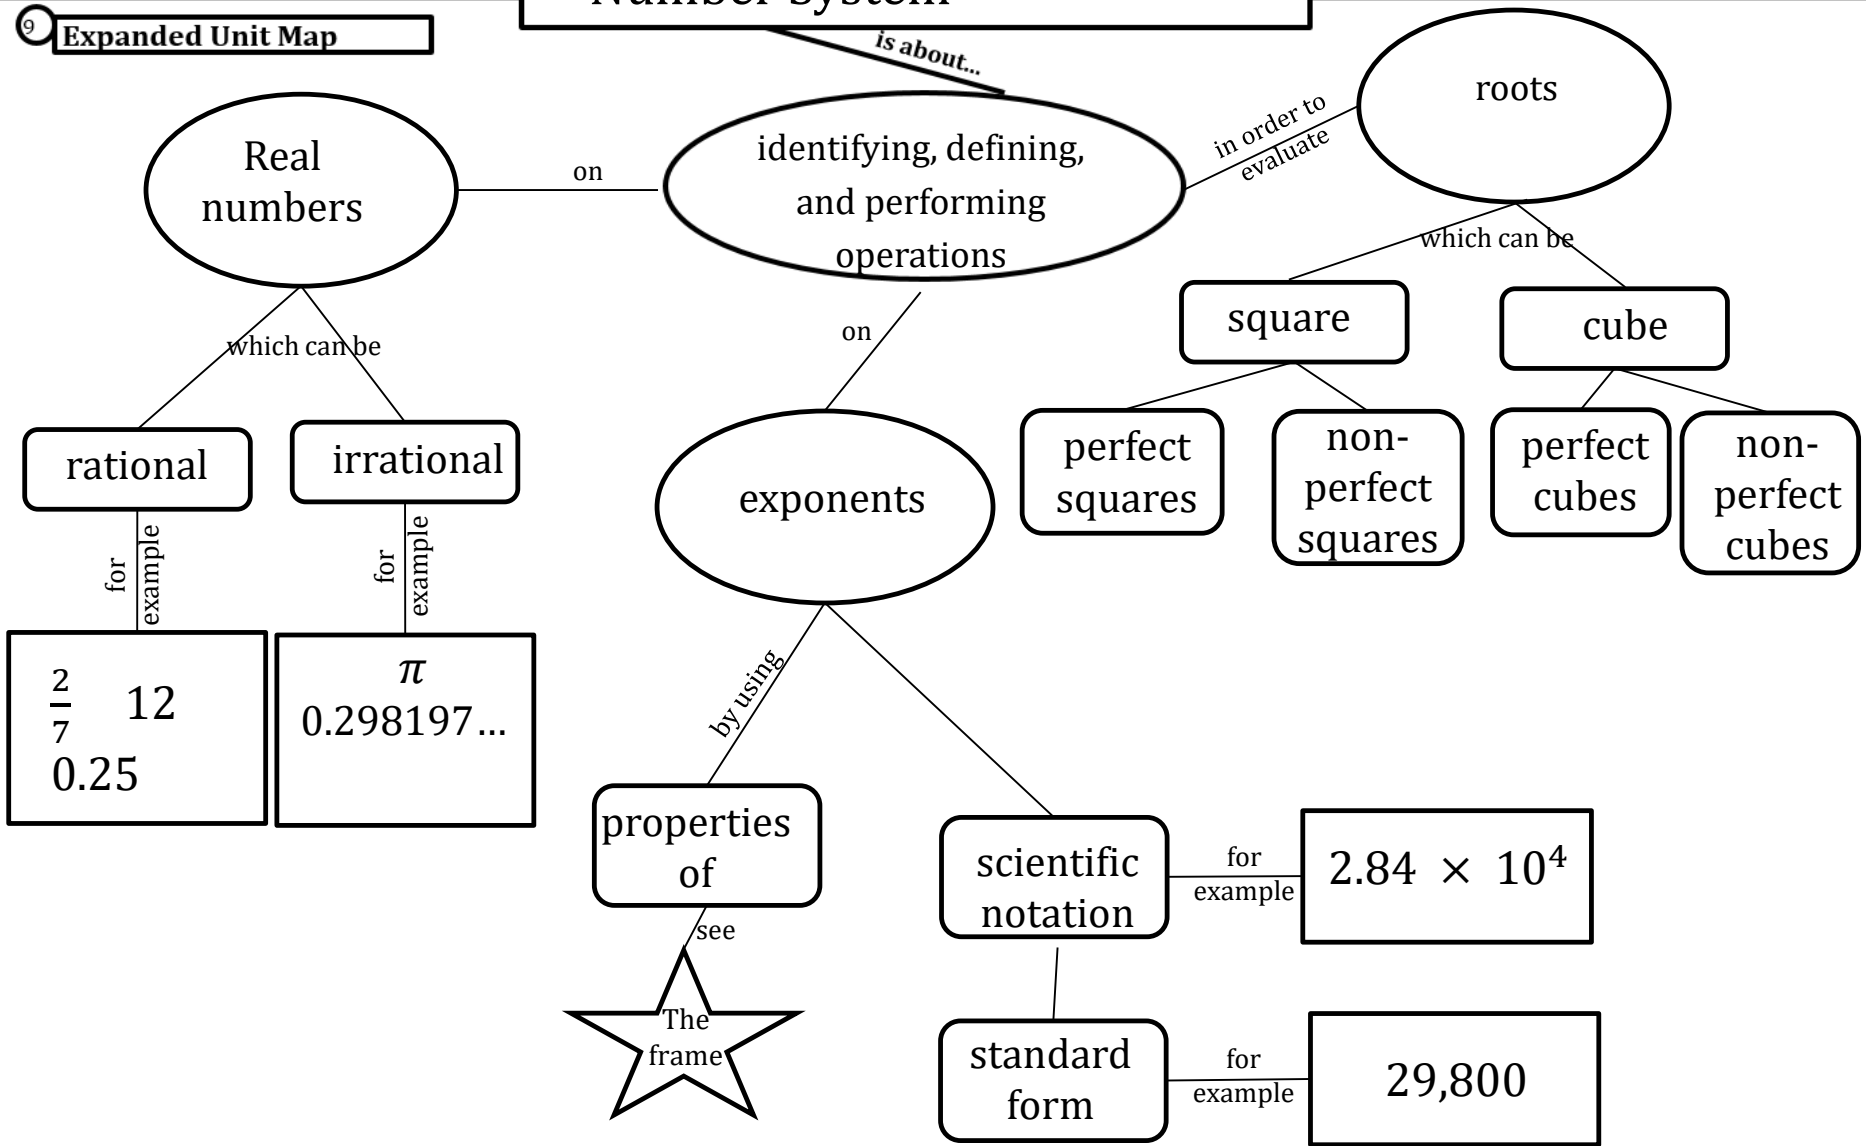 Number System
9
Expanded Unit Map
is about...
Real
numbers
on
identifying, defining,
and performing
operations
in order to
evaluate
roots
which can be
square
cube
perfect
squares
non-
perfect
squares
perfect
cubes
non-
perfect
cubes
which can be
rational
irrational
for
example
for
example
2
7
12
0.25
π
0.298197...
on
exponents
by using
properties
of
see
The
frame
scientific
notation
for
example
2.84 × 10⁴
standard
form
for
example
29,800